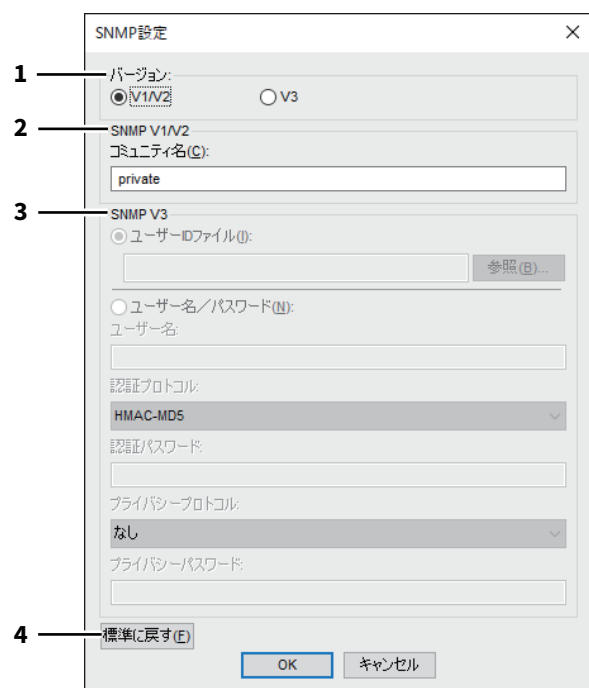 SNMP設定
1
バージョン:
V1/V2 V3
2
SNMP V1/V2
コミュニティ名(C):
private
3
SNMP V3
ユーザーIDファイル(I):
参照(B)...
ユーザー名／パスワード(N):
ユーザー名:
認証プロトコル:
HMAC-MD5
認証パスワード:
プライバシープロトコル:
なし
プライバシーパスワード:
4
標準に戻す(F)
OK キャンセル